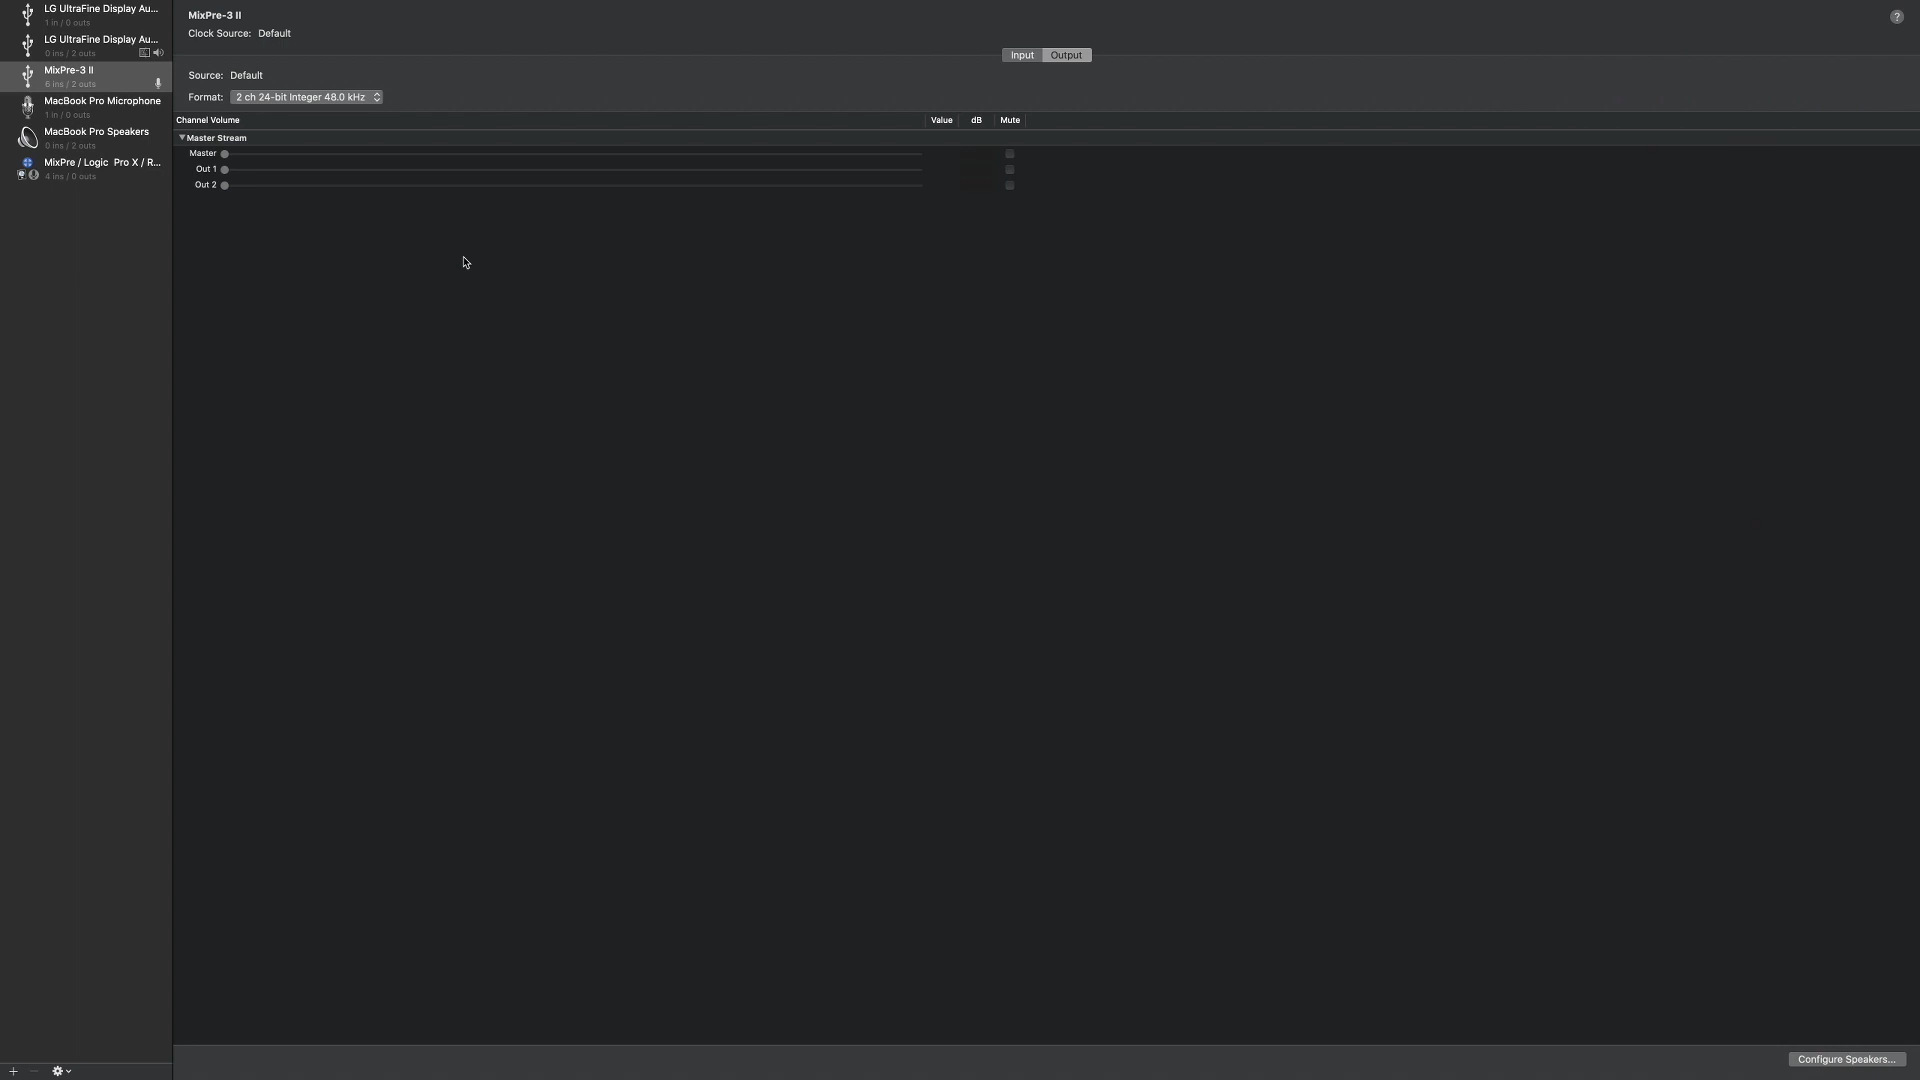 LG UltraFine Display Au...
1 in / 0 outs
LG UltraFine Display Au...
0 ins / 2 outs
MixPre-3 II
6 ins / 2 outs
MacBook Pro Microphone
1 in / 0 outs
MacBook Pro Speakers
0 ins / 2 outs
MixPre / Logic Pro X / R...
4 ins / 0 outs
MixPre-3 II
Clock Source: Default
?
Input Output
Source: Default
Format: 2 ch 24-bit Integer 48.0 kHz
Channel Volume Value dB Mute
Master Stream
Master
Out 1
Out 2
Configure Speakers...